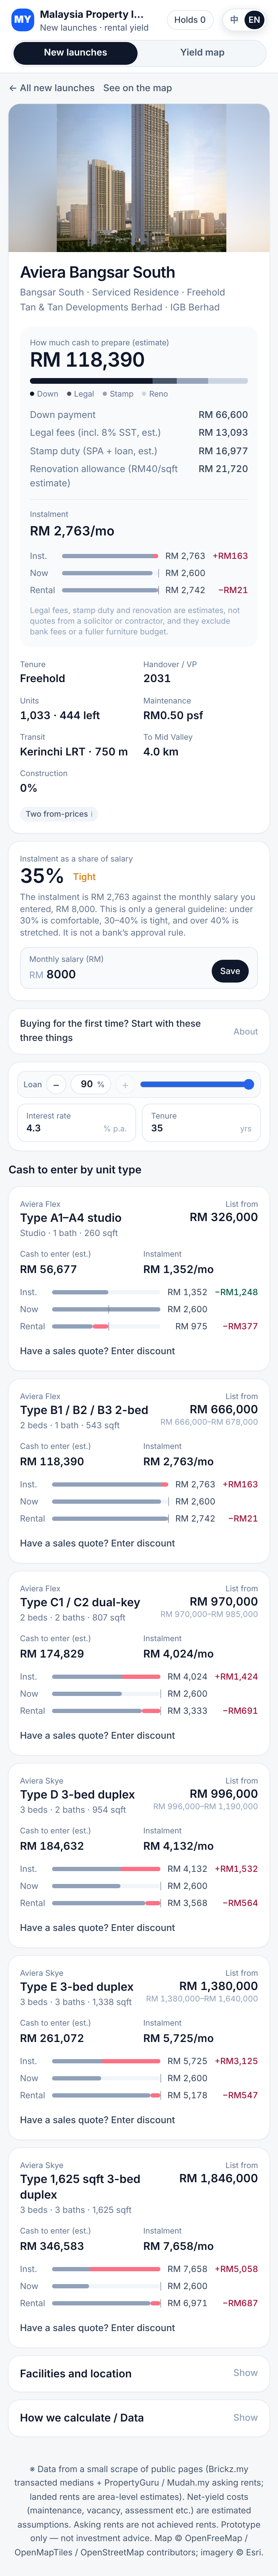 MY
Malaysia Property I...
New launches · rental yield
Holds 0
中
EN
New launches
Yield map
← All new launches
See on the map
Aviera Bangsar South
Bangsar South · Serviced Residence · Freehold
Tan & Tan Developments Berhad · IGB Berhad
How much cash to prepare (estimate)
RM 118,390
Down
Legal
Stamp
Reno
Down payment RM 66,600
Legal fees (incl. 8% SST, est.) RM 13,093
Stamp duty (SPA + loan, est.) RM 16,977
Renovation allowance (RM40/sqft RM 21,720
estimate)
Instalment
RM 2,763/mo
Inst. RM 2,763 +RM163
Now RM 2,600
Rental RM 2,742 −RM21
Legal fees, stamp duty and renovation are estimates, not
quotes from a solicitor or contractor, and they exclude
bank fees or a fuller furniture budget.
Tenure
Freehold
Handover / VP
2031
Units
1,033 · 444 left
Maintenance
RM0.50 psf
Transit
Kerinchi LRT · 750 m
To Mid Valley
4.0 km
Construction
0%
Two from-prices i
Instalment as a share of salary
35% Tight
The instalment is RM 2,763 against the monthly salary you
entered, RM 8,000. This is only a general guideline: under
30% is comfortable, 30–40% is tight, and over 40% is
stretched. It is not a bank's approval rule.
Monthly salary (RM)
RM 8000
Save
Buying for the first time? Start with these
three things
About
Loan − 90 % +
Interest rate
4.3 % p.a.
Tenure
35 yrs
Cash to enter by unit type
Aviera Flex List from
Type A1–A4 studio RM 326,000
Studio · 1 bath · 260 sqft
Cash to enter (est.) Instalment
RM 56,677 RM 1,352/mo
Inst. RM 1,352 −RM1,248
Now RM 2,600
Rental RM 975 −RM377
Have a sales quote? Enter discount
Aviera Flex List from
Type B1 / B2 / B3 2-bed RM 666,000
2 beds · 1 bath · 543 sqft RM 666,000–RM 678,000
Cash to enter (est.) Instalment
RM 118,390 RM 2,763/mo
Inst. RM 2,763 +RM163
Now RM 2,600
Rental RM 2,742 −RM21
Have a sales quote? Enter discount
Aviera Flex List from
Type C1 / C2 dual-key RM 970,000
2 beds · 2 baths · 807 sqft RM 970,000–RM 985,000
Cash to enter (est.) Instalment
RM 174,829 RM 4,024/mo
Inst. RM 4,024 +RM1,424
Now RM 2,600
Rental RM 3,333 −RM691
Have a sales quote? Enter discount
Aviera Skye List from
Type D 3-bed duplex RM 996,000
3 beds · 2 baths · 954 sqft RM 996,000–RM 1,190,000
Cash to enter (est.) Instalment
RM 184,632 RM 4,132/mo
Inst. RM 4,132 +RM1,532
Now RM 2,600
Rental RM 3,568 −RM564
Have a sales quote? Enter discount
Aviera Skye List from
Type E 3-bed duplex RM 1,380,000
3 beds · 3 baths · 1,338 sqft RM 1,380,000–RM 1,640,000
Cash to enter (est.) Instalment
RM 261,072 RM 5,725/mo
Inst. RM 5,725 +RM3,125
Now RM 2,600
Rental RM 5,178 −RM547
Have a sales quote? Enter discount
Aviera Skye List from
Type 1,625 sqft 3-bed RM 1,846,000
duplex
3 beds · 3 baths · 1,625 sqft
Cash to enter (est.) Instalment
RM 346,583 RM 7,658/mo
Inst. RM 7,658 +RM5,058
Now RM 2,600
Rental RM 6,971 −RM687
Have a sales quote? Enter discount
Facilities and location Show
How we calculate / Data Show
※ Data from a small scrape of public pages (Brickz.my
transacted medians + PropertyGuru / Mudah.my asking rents;
landed rents are area-level estimates). Net-yield costs
(maintenance, vacancy, assessment etc.) are estimated
assumptions. Asking rents are not achieved rents. Prototype
only — not investment advice. Map © OpenFreeMap /
OpenMapTiles / OpenStreetMap contributors; imagery © Esri.